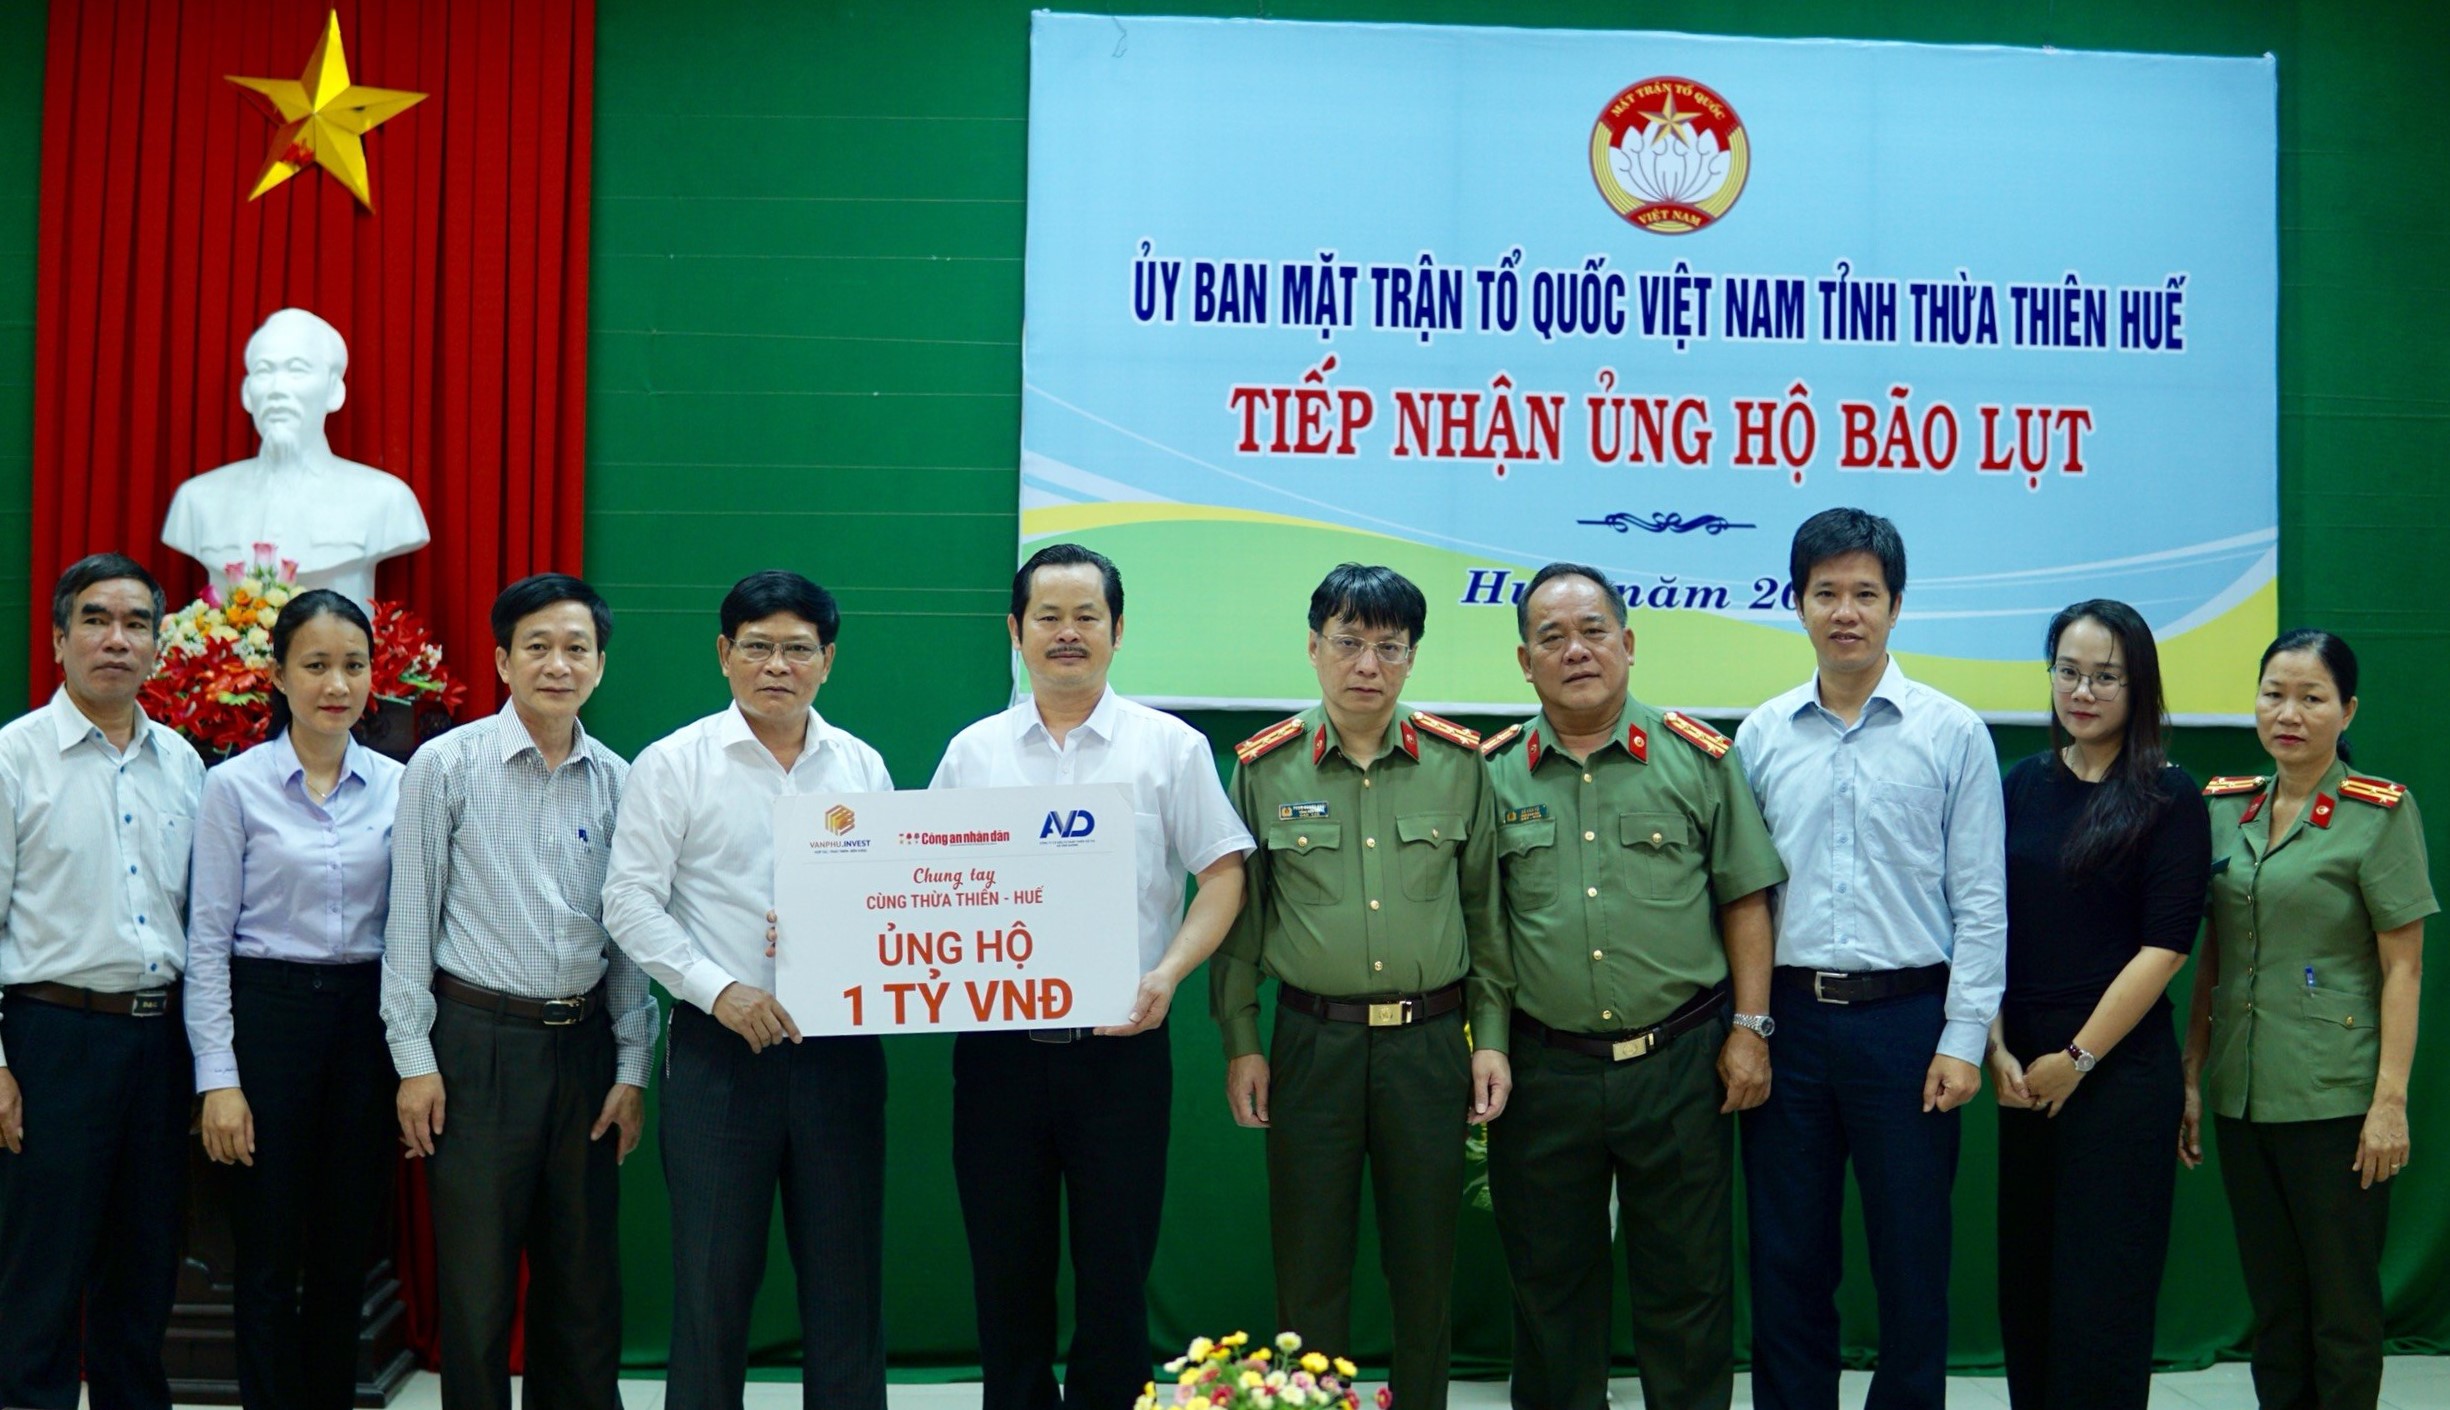 MẶT TRẬN TỔ QUỐC
VIỆT NAM
ỦY BAN MẶT TRẬN TỔ QUỐC VIỆT NAM TỈNH THỪA THIÊN HUẾ
TIẾP NHẬN ỦNG HỘ BÃO LỤT
năm
VANPHU.INVEST
Công an nhân dân
AVD
Chung tay
CÙNG THỪA THIÊN - HUẾ
ỦNG HỘ
1 TỶ VNĐ